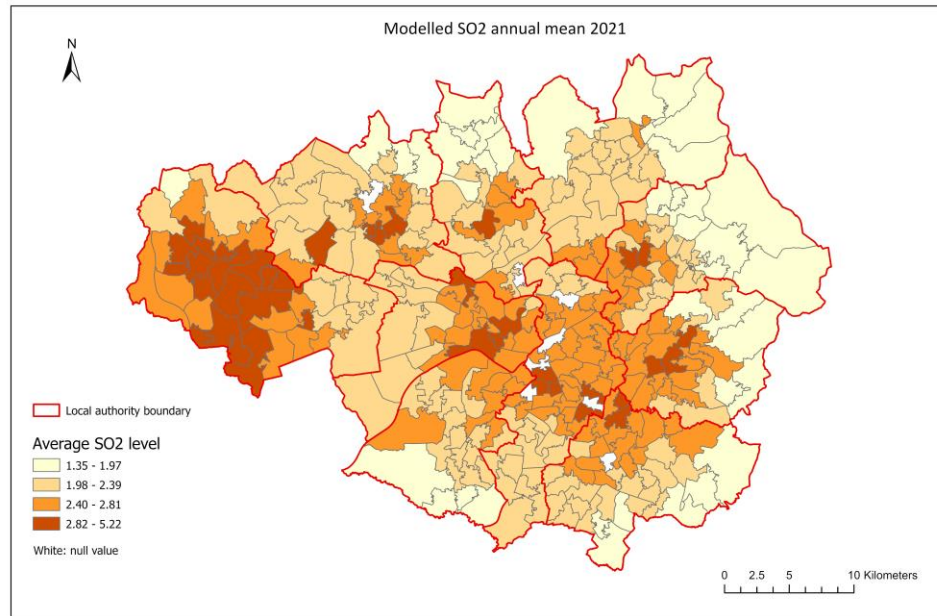 Modelled SO2 annual mean 2021
N
Local authority boundary
Average SO2 level
1.35 - 1.97
1.98 - 2.39
2.40 - 2.81
2.82 - 5.22
White: null value
0 2.5 5 10 Kilometers